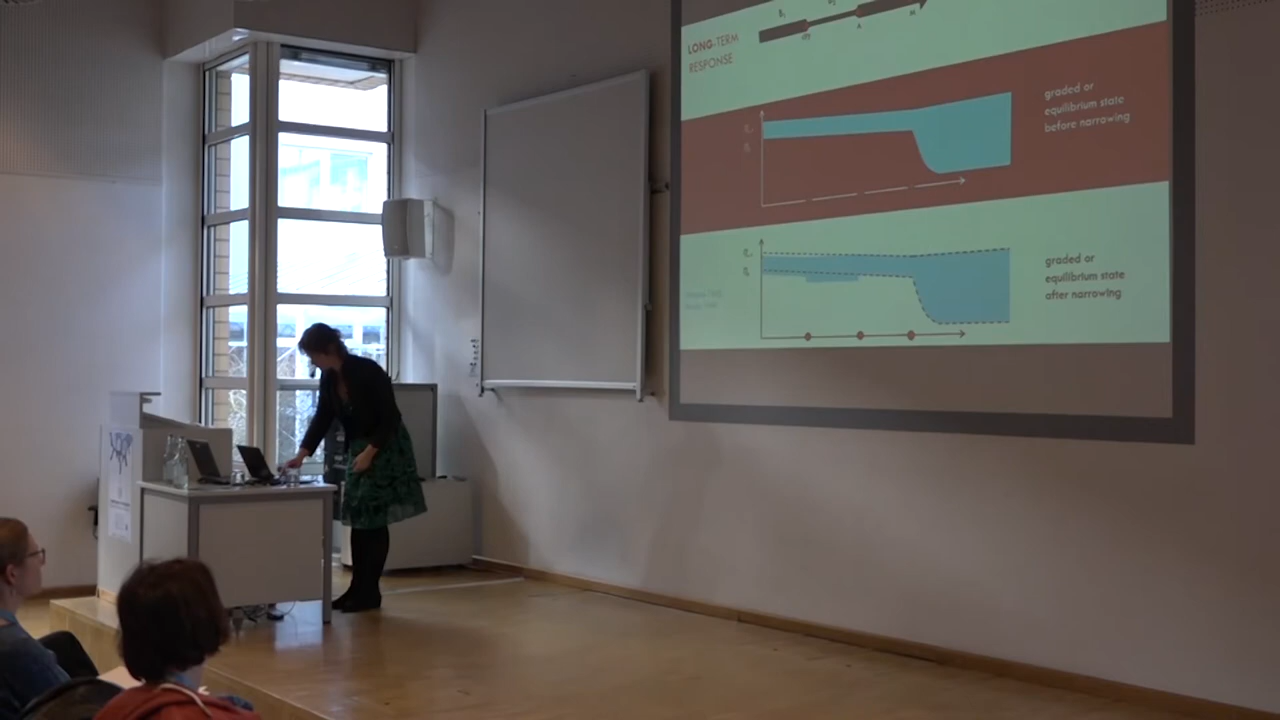 LONG-TERM
RESPONSE
graded or
equilibrium state
before narrowing
graded or
equilibrium state
after narrowing